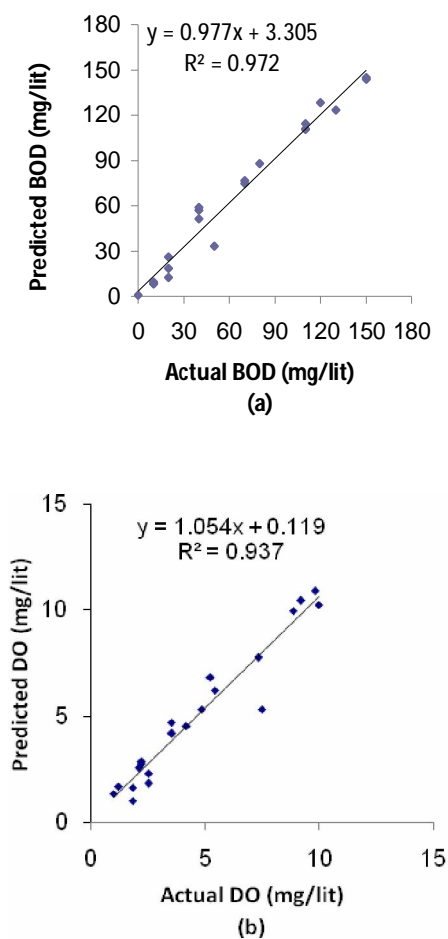 y = 0.977x + 3.305
R² = 0.972
180
150
120
90
60
30
0
Predicted BOD (mg/lit)
0 30 60 90 120 150 180
Actual BOD (mg/lit)
(a)
15
y = 1.054x + 0.119
R² = 0.937
10
5
0
Predicted DO (mg/lit)
0 5 10 15
Actual DO (mg/lit)
(b)